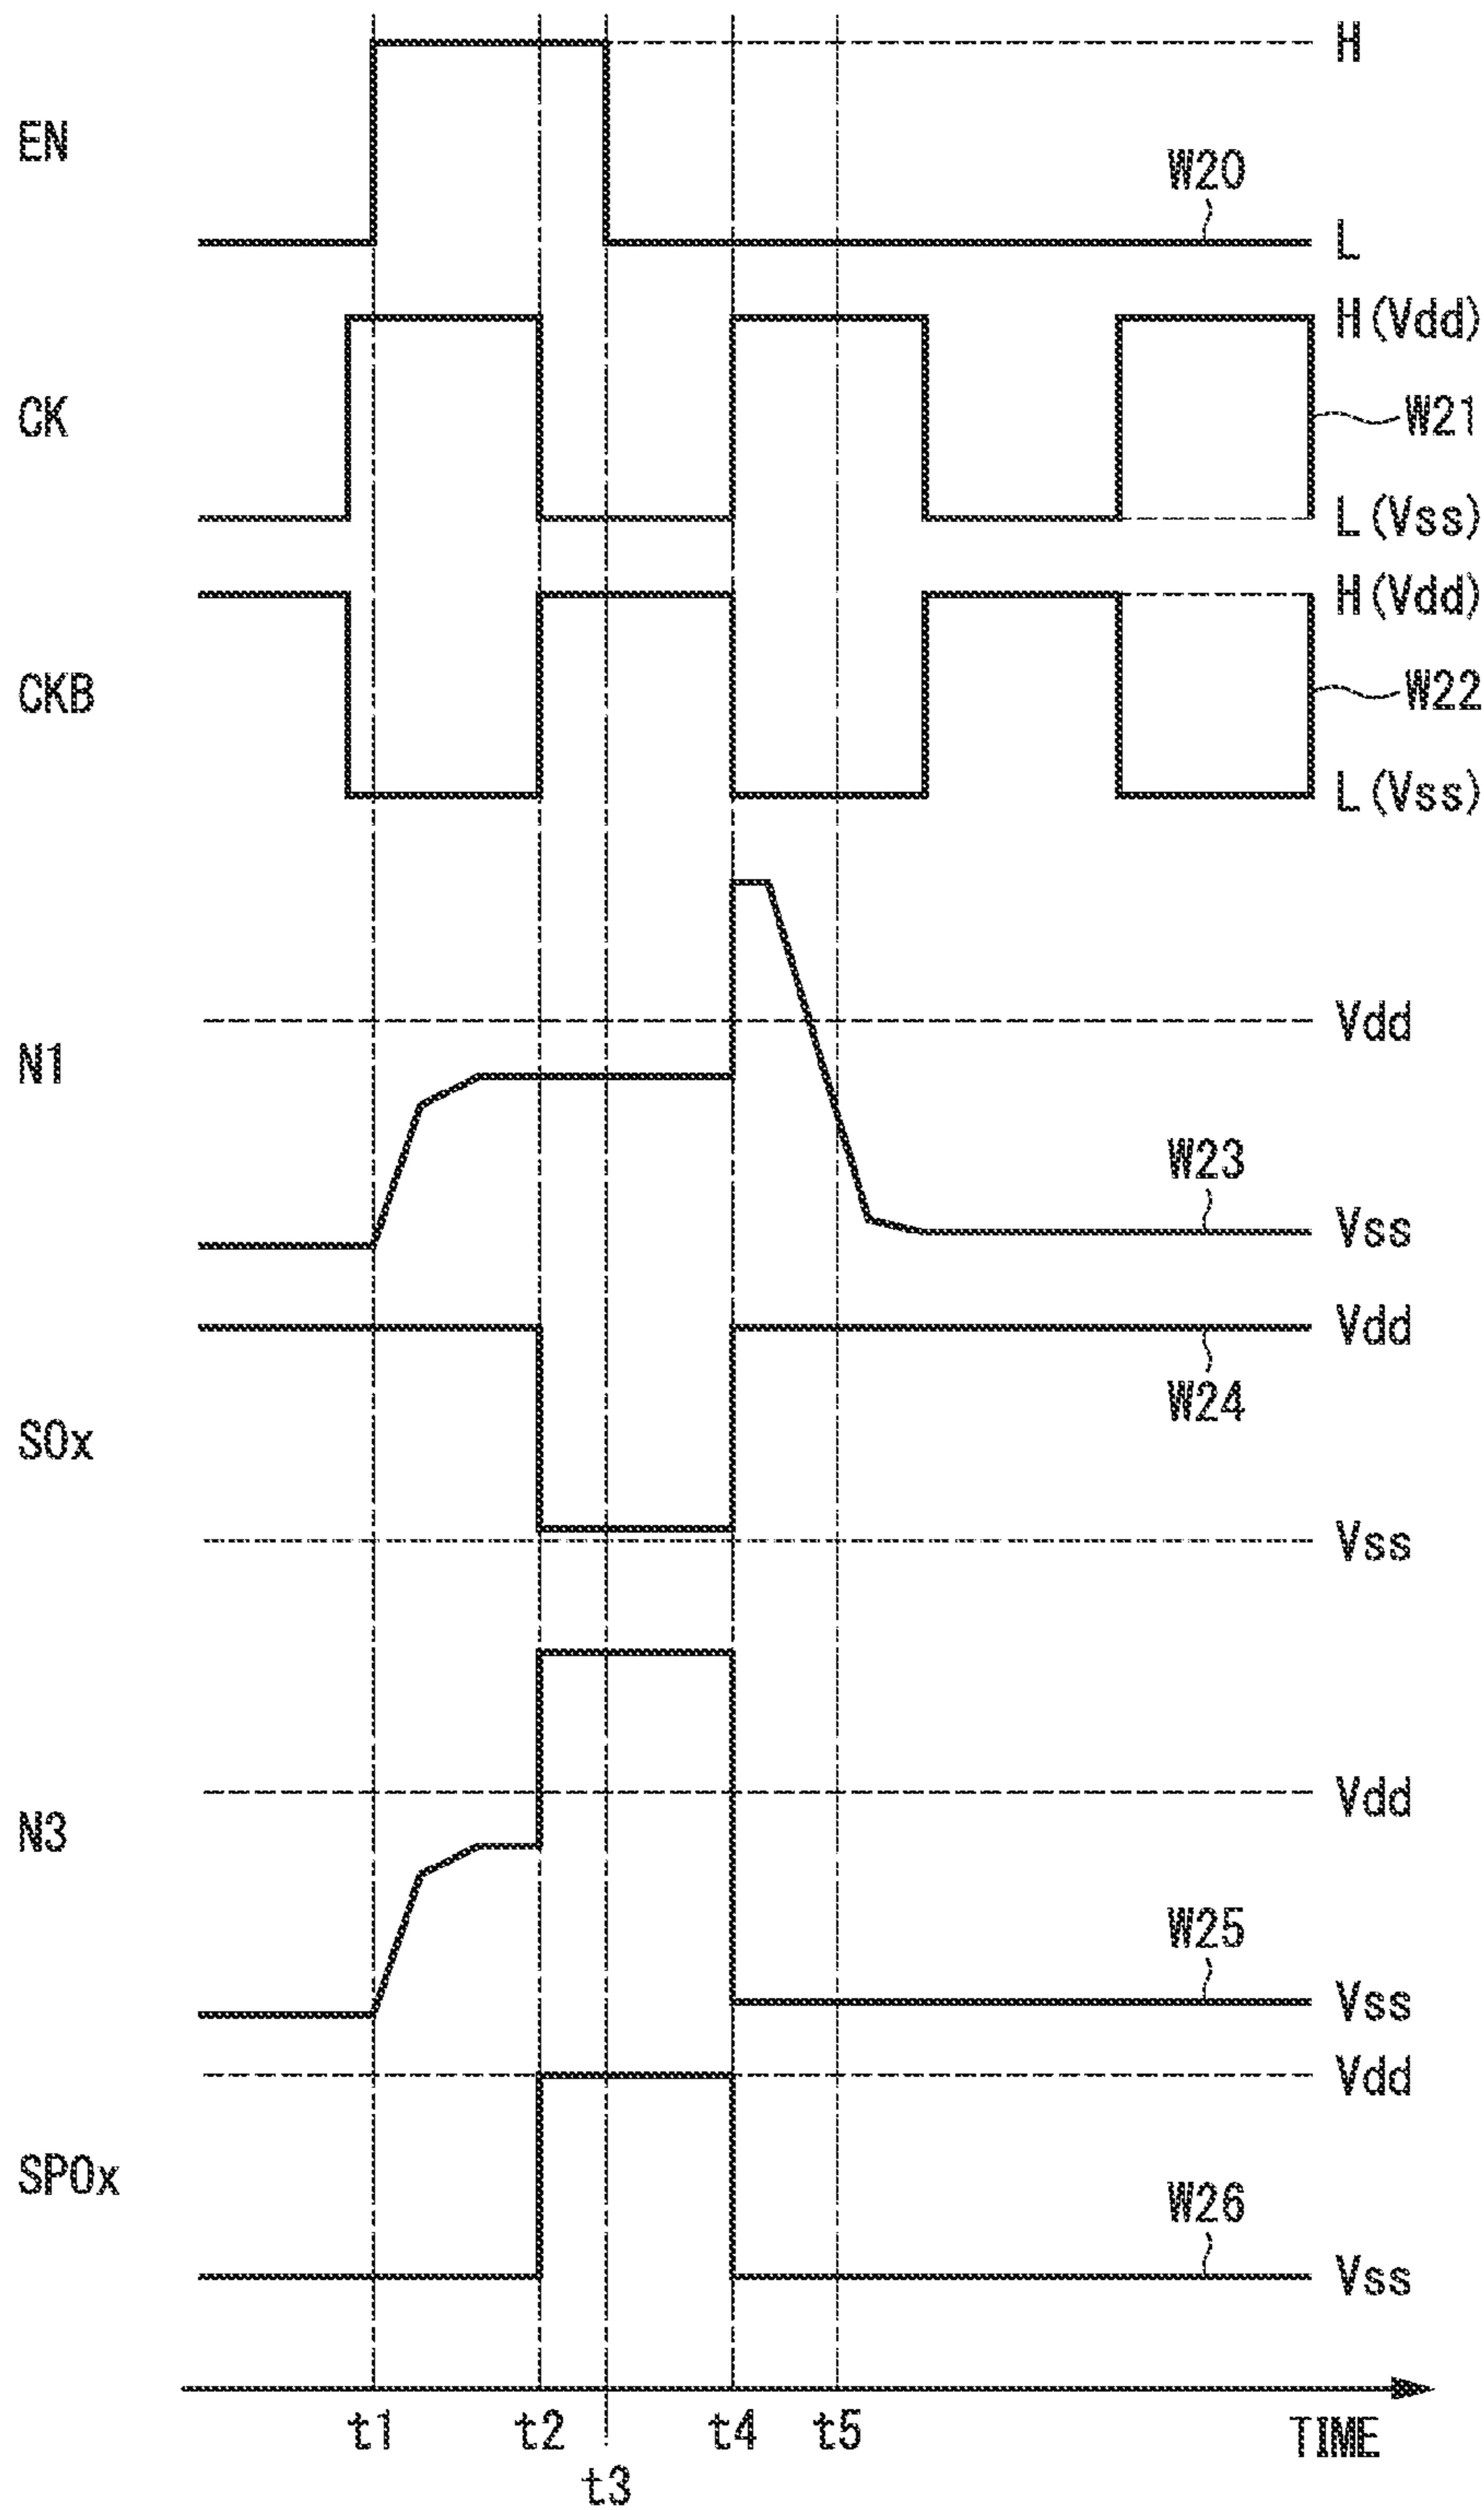 H
EN
W20
L
H(Vdd)
CK
W21
L(Vss)
H(Vdd)
CKB
W22
L(Vss)
Vdd
N1
W23
Vss
Vdd
W24
SOx
Vss
Vdd
N3
W25
Vss
Vdd
SPOx
W26
Vss
t1 t2 t4 t5 TIME
t3